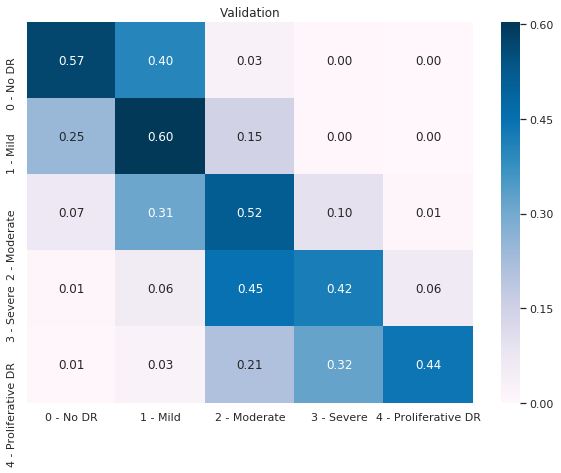 Validation
0 - No DR
0.57 0.40 0.03 0.00 0.00
1 - Mild
0.25 0.60 0.15 0.00 0.00
2 - Moderate
0.07 0.31 0.52 0.10 0.01
3 - Severe
0.01 0.06 0.45 0.42 0.06
4 - Proliferative DR
0.01 0.03 0.21 0.32 0.44
0 - No DR 1 - Mild 2 - Moderate 3 - Severe 4 - Proliferative DR
0.60
0.45
0.30
0.15
0.00